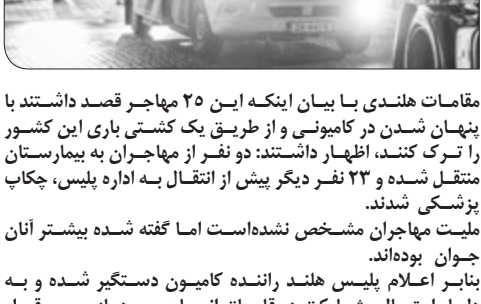 مقامات هلندی با بیان اینکه این ۲۵ مهاجر قصد داشتند با
پنهان شدن در کامیونی و از طریق یک کشتی باری این کشور
را ترک کنند، اظهار داشتند: دو نفر از مهاجران به بیمارستان
منتقل شده و ۲۳ نفر دیگر پیش از انتقال به اداره پلیس، چکاپ
پزشکی شدند.
ملیت مهاجران مشخص نشده‌است اما گفته شده بیشتر آنان
جوان بوده‌اند.
بنابر اعلام پلیس هلند راننده کامیون دستگیر شده و به